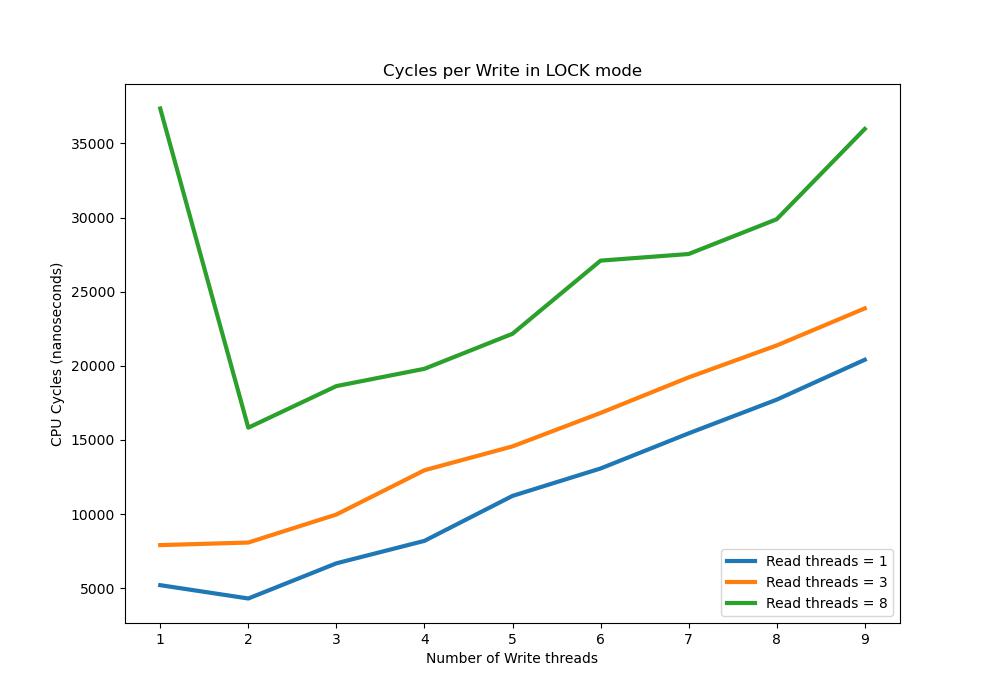 Cycles per Write in LOCK mode
CPU Cycles (nanoseconds)
35000
30000
25000
20000
15000
10000
5000
Read threads = 1
Read threads = 3
Read threads = 8
1 2 3 4 5 6 7 8 9
Number of Write threads